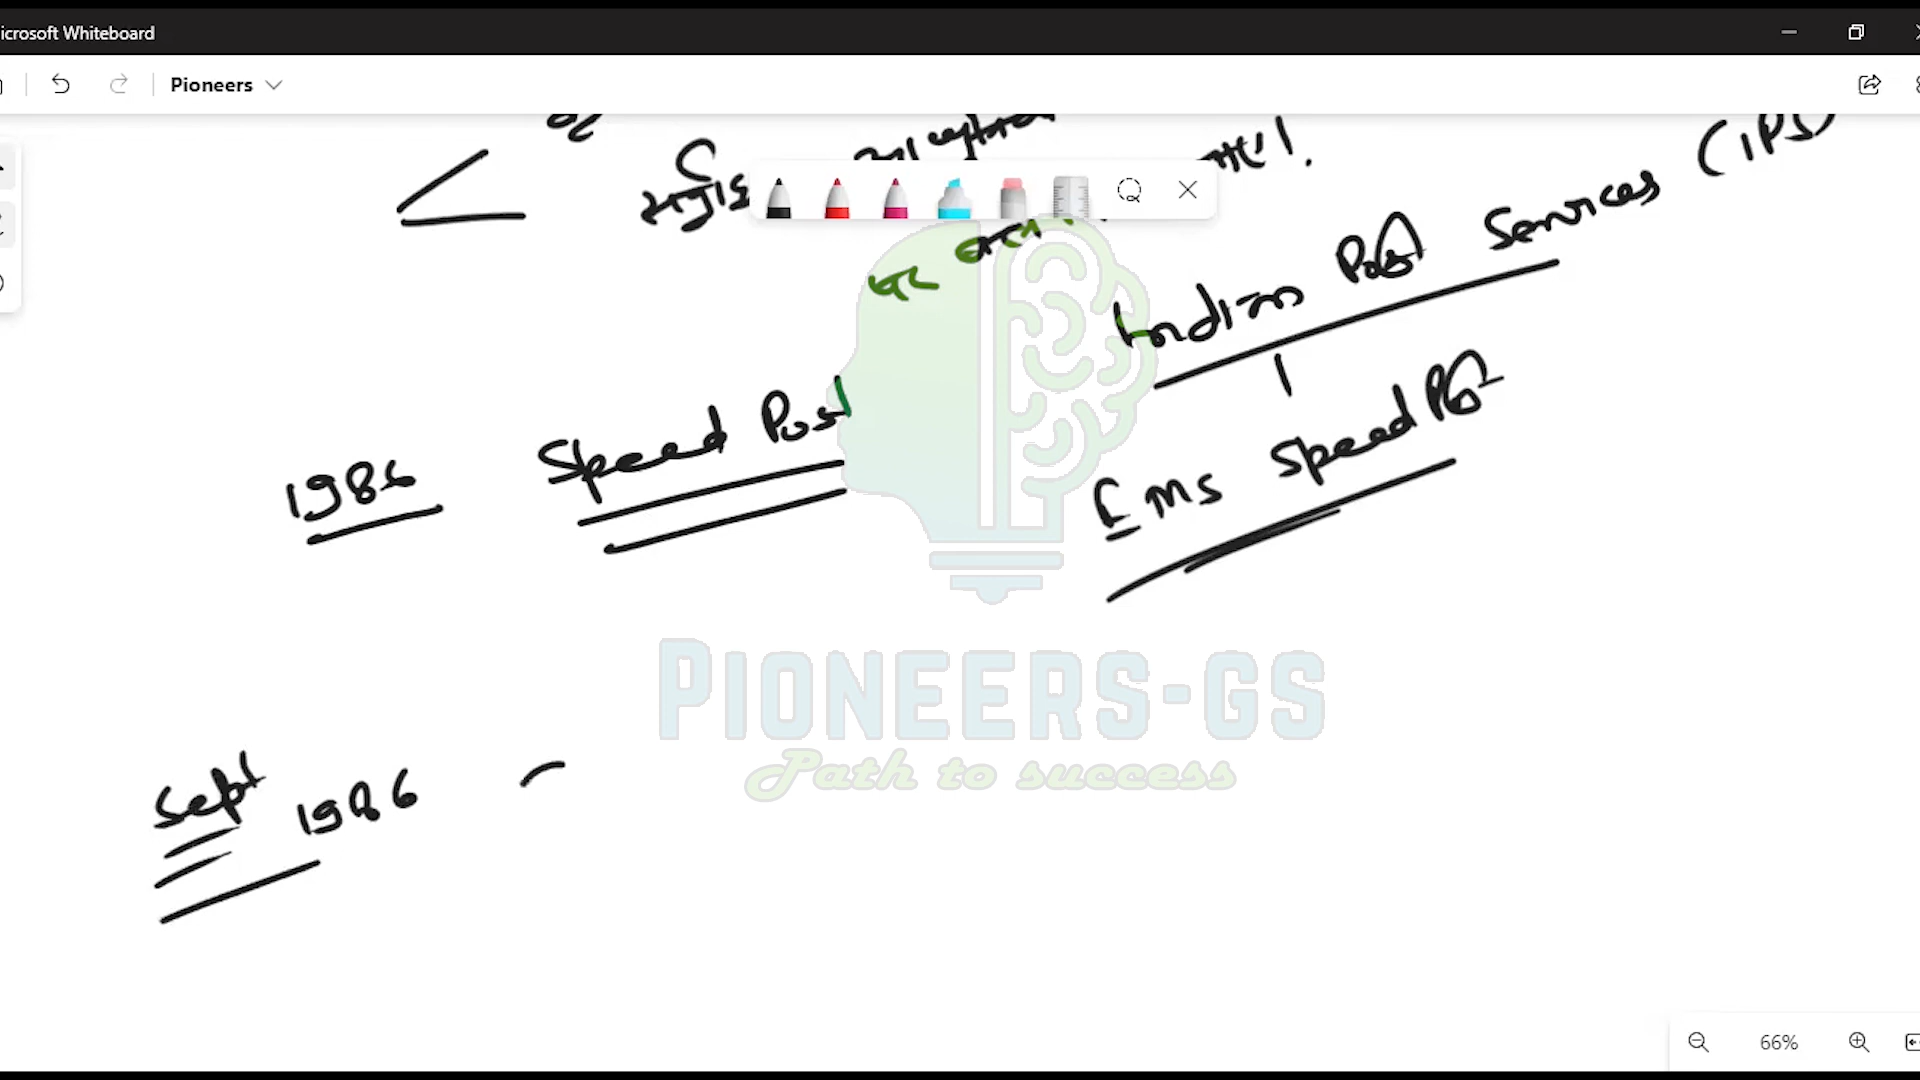 icrosoft Whiteboard
Pioneers
Indian Post Services (IPS)
1986 Speed Post
EMS Speed Post
Sept 1986
PIONEERS-GS
Path to success
66%